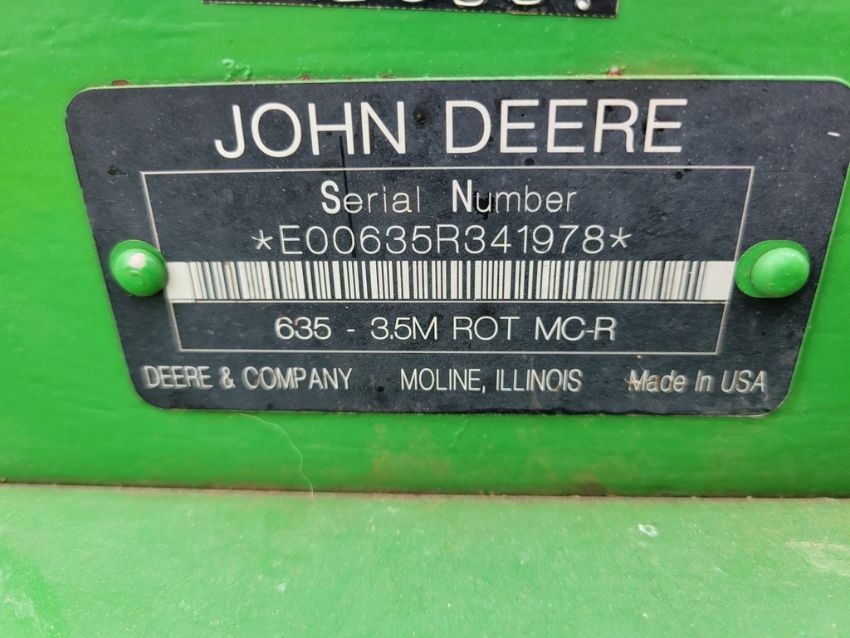 JOHN DEERE
Serial Number
*E00635R341978*
635 - 3.5M ROT MC-R
DEERE & COMPANY MOLINE, ILLINOIS Made In USA